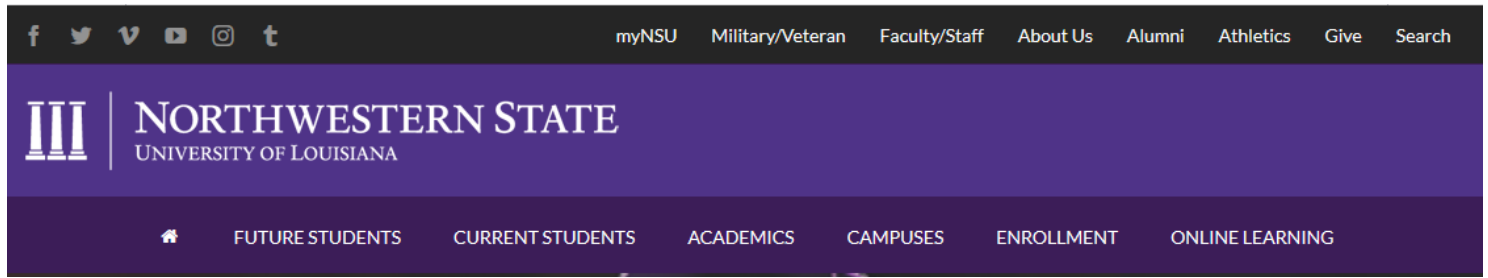 myNSU Military/Veteran Faculty/Staff About Us Alumni Athletics Give Search
NORTHWESTERN STATE
UNIVERSITY OF LOUISIANA
FUTURE STUDENTS CURRENT STUDENTS ACADEMICS CAMPUSES ENROLLMENT ONLINE LEARNING